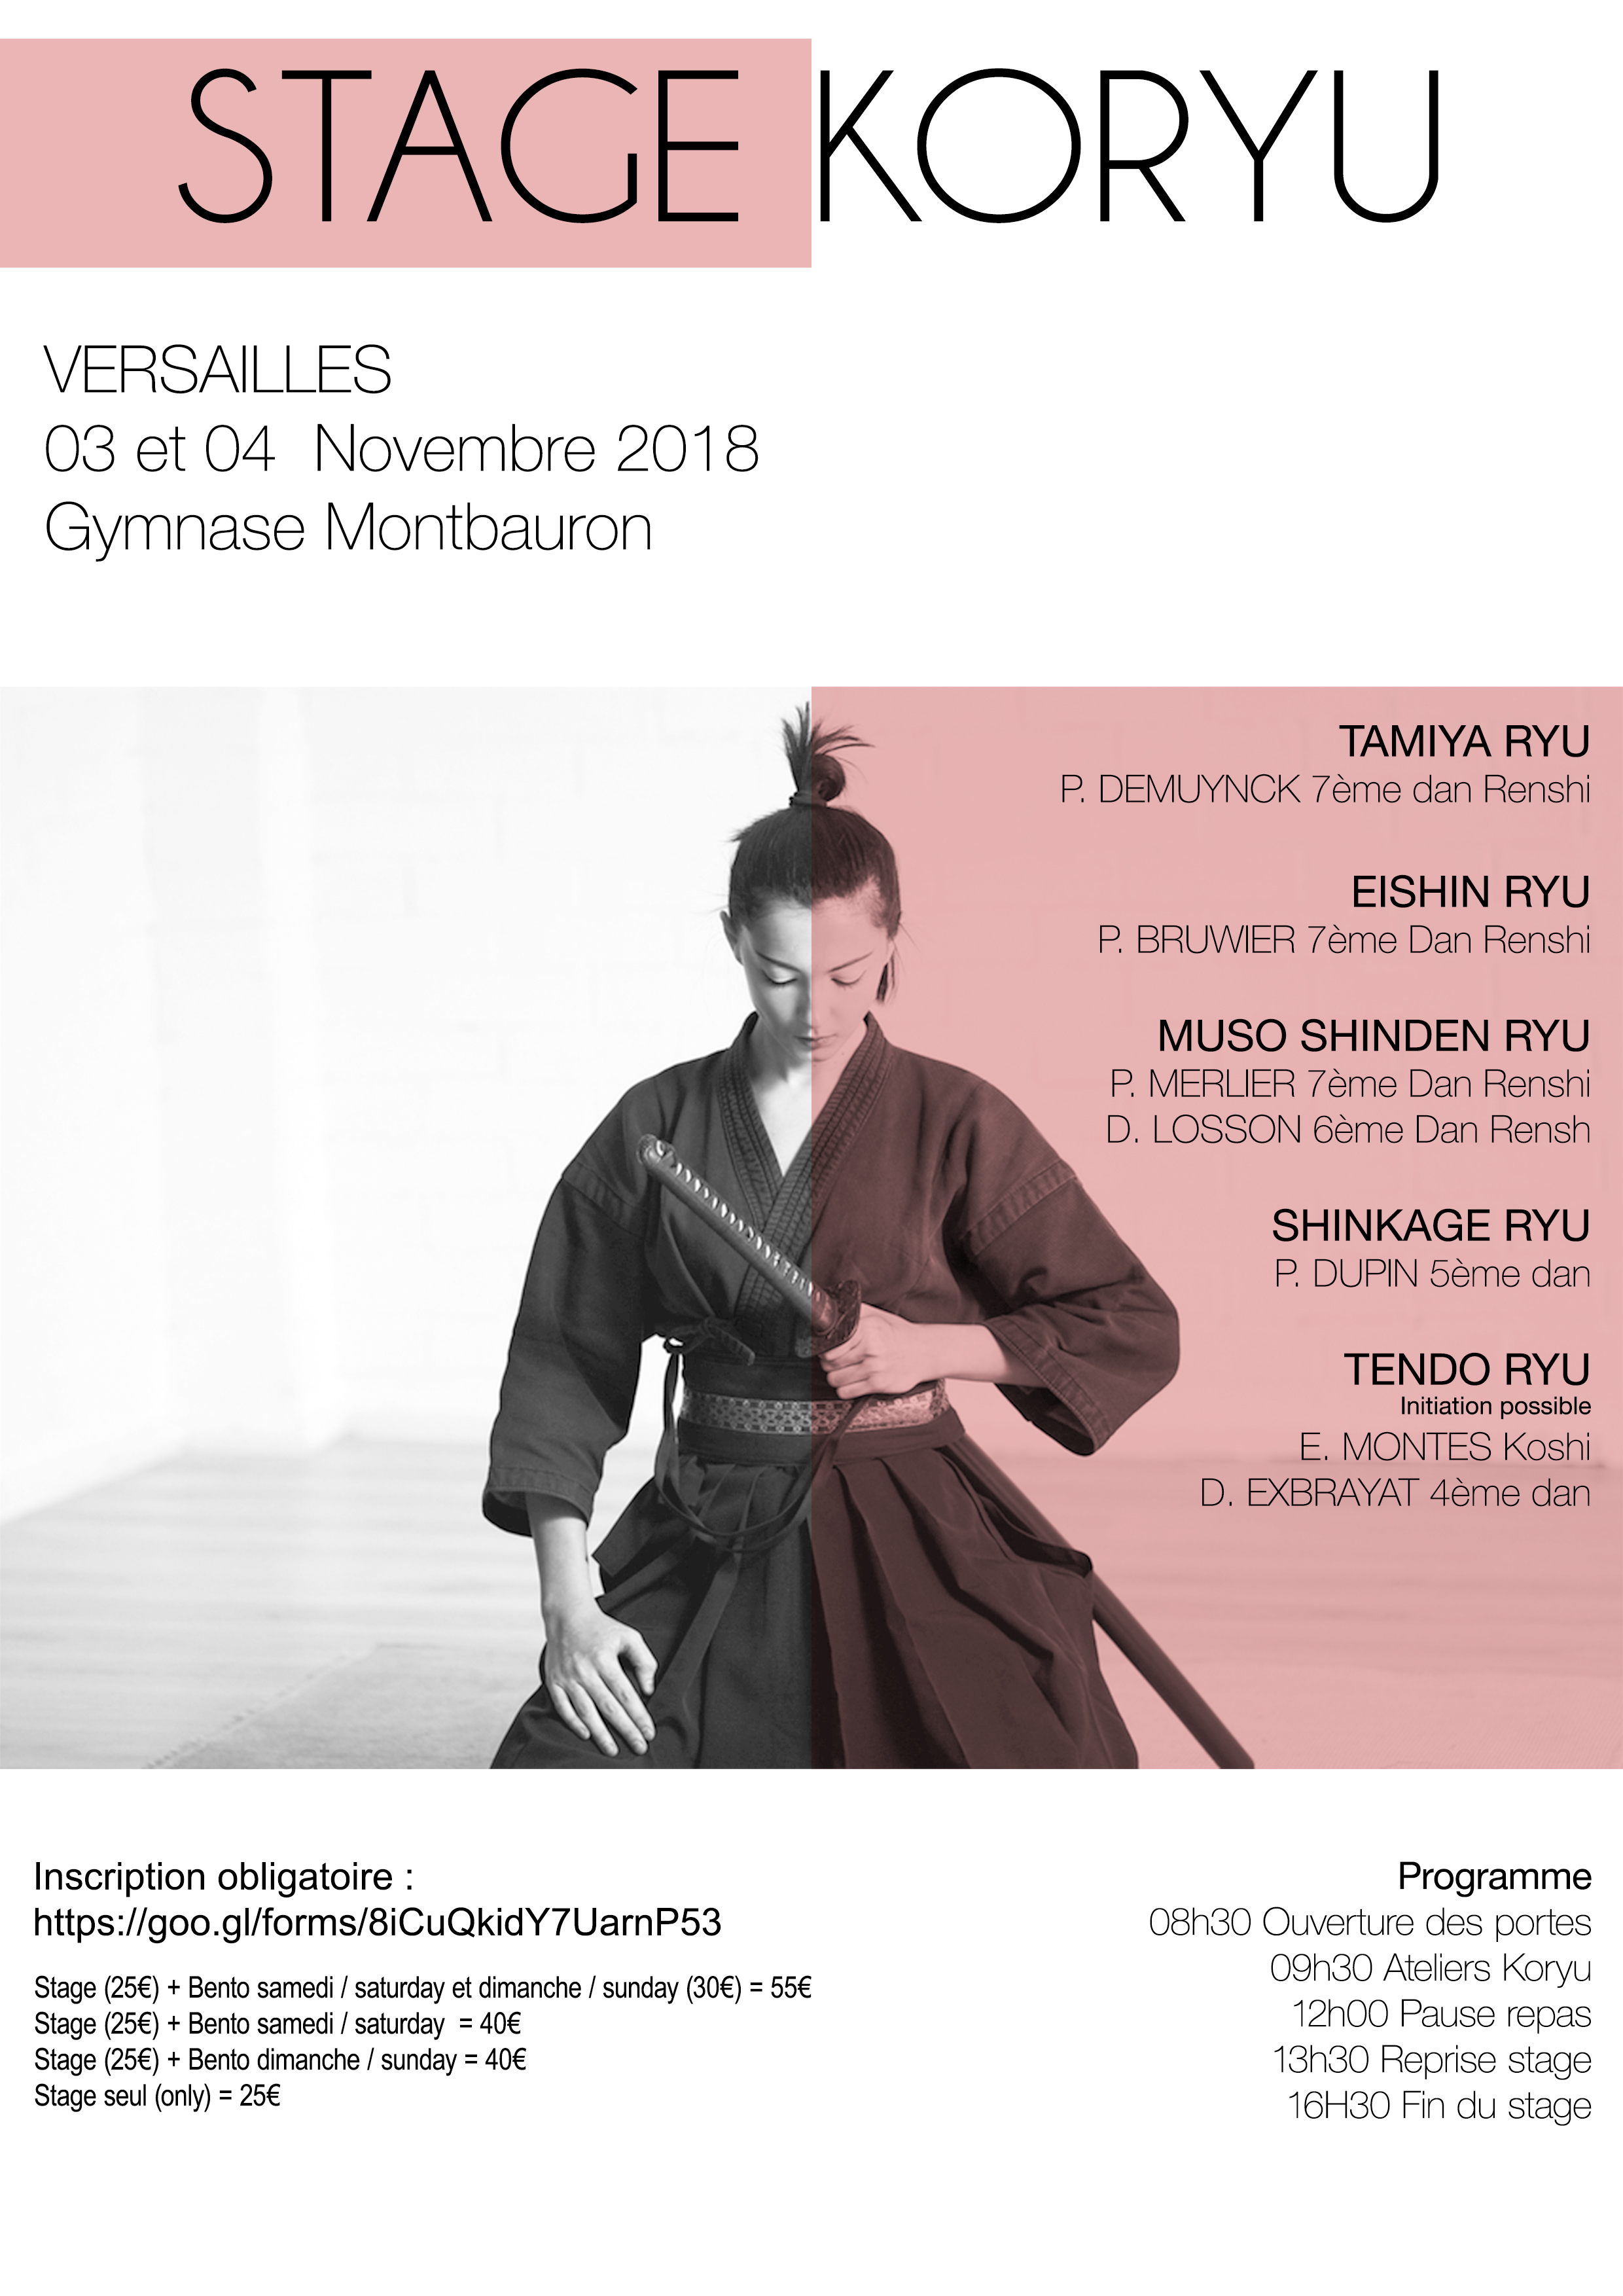 STAGE KORYU
VERSAILLES
03 et 04 Novembre 2018
Gymnase Montbauron
TAMIYA RYU
P. DEMUYNCK 7ème dan Renshi
EISHIN RYU
P. BRUWIER 7ème Dan Renshi
MUSO SHINDEN RYU
P. MERLIER 7ème Dan Renshi
D. LOSSON 6ème Dan Rensh
SHINKAGE RYU
P. DUPIN 5ème dan
TENDO RYU
Initiation possible
E. MONTES Koshi
D. EXBRAYAT 4ème dan
Inscription obligatoire :
https://goo.gl/forms/8iCuQkidY7UarnP53
Stage (25€) + Bento samedi / saturday et dimanche / sunday (30€) = 55€
Stage (25€) + Bento samedi / saturday = 40€
Stage (25€) + Bento dimanche / sunday = 40€
Stage seul (only) = 25€
Programme
08h30 Ouverture des portes
09h30 Ateliers Koryu
12h00 Pause repas
13h30 Reprise stage
16H30 Fin du stage